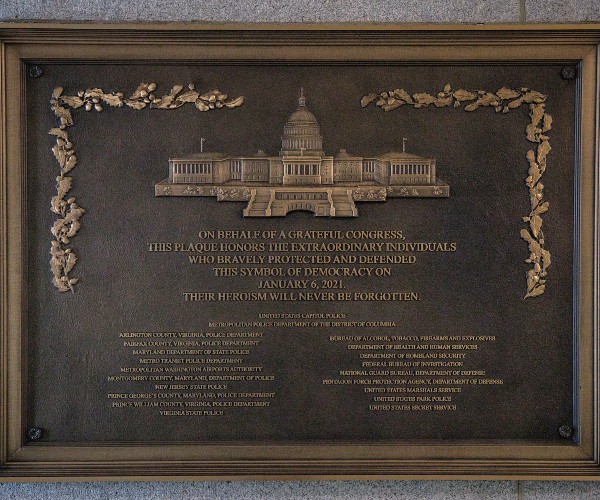 ON BEHALF OF A GRATEFUL CONGRESS,
THIS PLAQUE HONORS THE EXTRAORDINARY INDIVIDUALS
WHO BRAVELY PROTECTED AND DEFENDED
THIS SYMBOL OF DEMOCRACY ON
JANUARY 6, 2021.
THEIR HEROISM WILL NEVER BE FORGOTTEN.
UNITED STATES CAPITOL POLICE
METROPOLITAN POLICE DEPARTMENT OF THE DISTRICT OF COLUMBIA
ARLINGTON COUNTY, VIRGINIA, POLICE DEPARTMENT
FAIRFAX COUNTY, VIRGINIA, POLICE DEPARTMENT
MARYLAND DEPARTMENT OF STATE POLICE
METRO TRANSIT POLICE DEPARTMENT
METROPOLITAN WASHINGTON AIRPORTS AUTHORITY
MONTGOMERY COUNTY, MARYLAND, DEPARTMENT OF POLICE
NEW JERSEY STATE POLICE
PRINCE GEORGE'S COUNTY, MARYLAND, POLICE DEPARTMENT
PRINCE WILLIAM COUNTY, VIRGINIA, POLICE DEPARTMENT
VIRGINIA STATE POLICE
BUREAU OF ALCOHOL, TOBACCO, FIREARMS AND EXPLOSIVES
DEPARTMENT OF HEALTH AND HUMAN SERVICES
DEPARTMENT OF HOMELAND SECURITY
FEDERAL BUREAU OF INVESTIGATION
NATIONAL GUARD BUREAU, DEPARTMENT OF DEFENSE
PENTAGON FORCE PROTECTION AGENCY, DEPARTMENT OF DEFENSE
UNITED STATES MARSHALS SERVICE
UNITED STATES PARK POLICE
UNITED STATES SECRET SERVICE